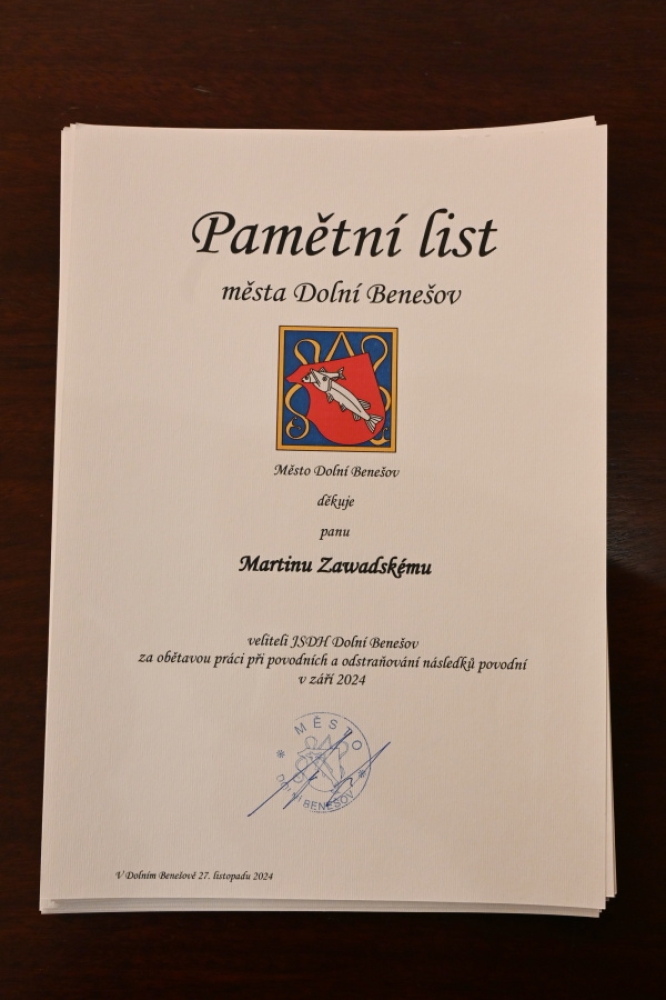 Pamětní list
města Dolní Benešov
Město Dolní Benešov
děkuje
panu
Martinu Zawadskému
veliteli JSDH Dolní Benešov
za obětavou práci při povodních a odstraňování následků povodní
v září 2024
* MĚSTO *
DOLNÍ BENEŠOV
V Dolním Benešově 27. listopadu 2024